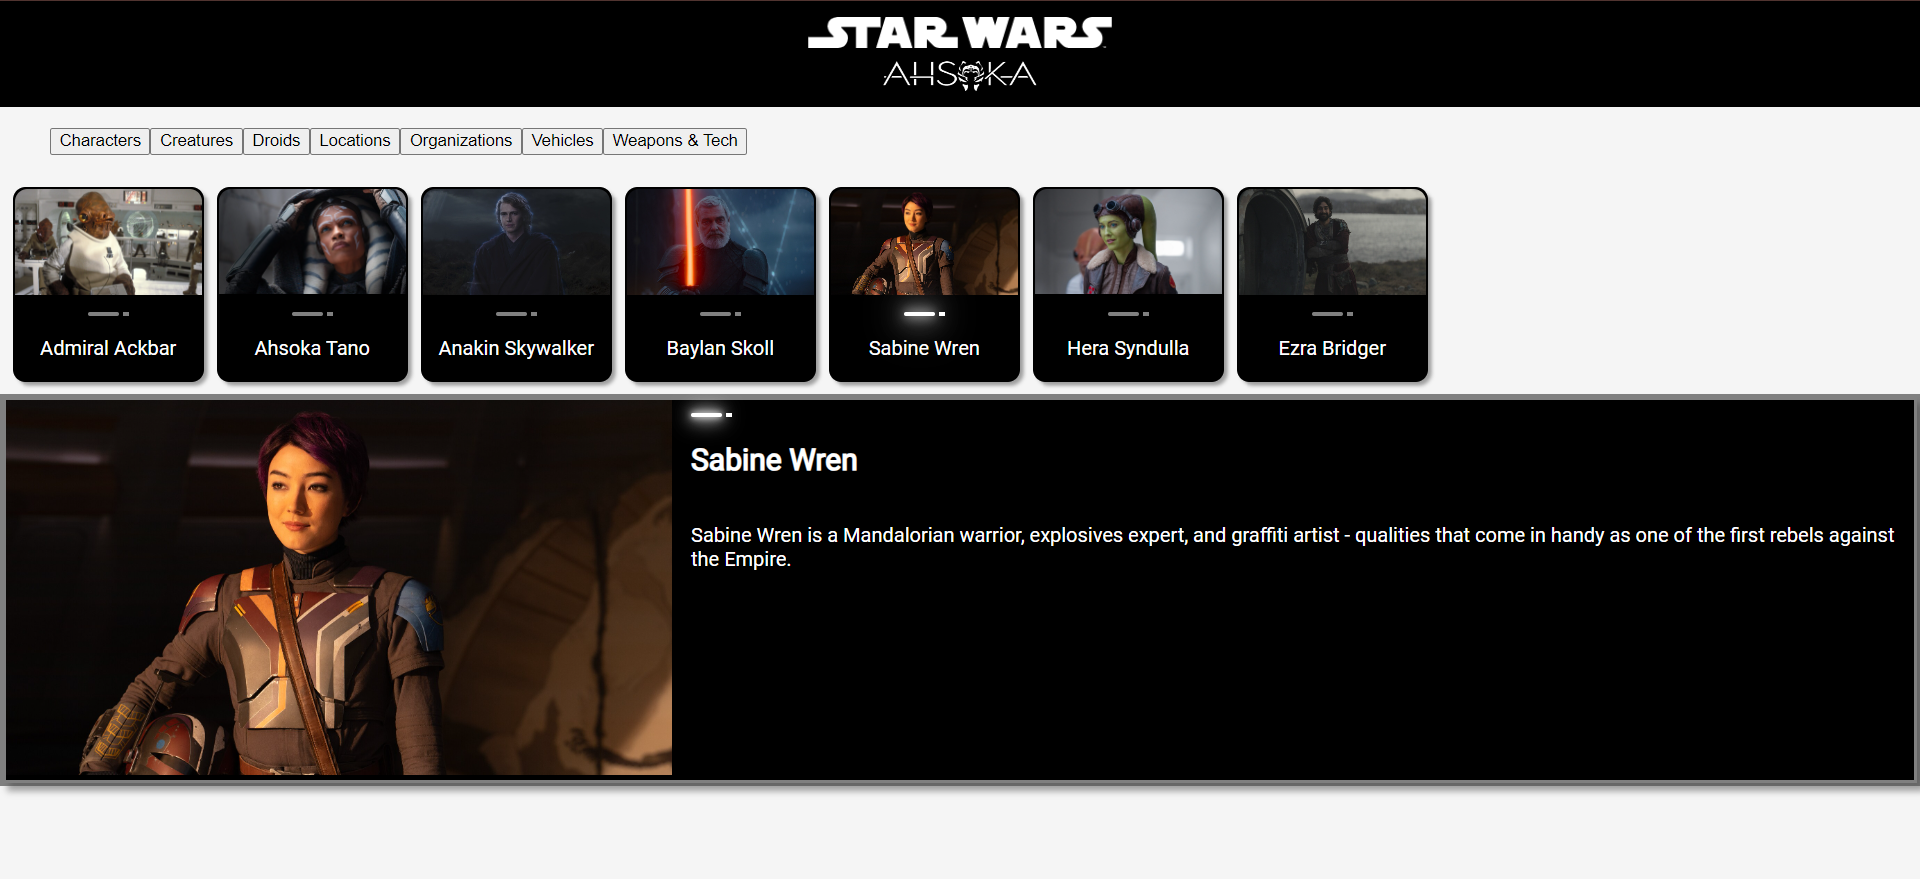 STAR WARS
AHSOKA
Characters Creatures Droids Locations Organizations Vehicles Weapons & Tech
Admiral Ackbar Ahsoka Tano Anakin Skywalker Baylan Skoll Sabine Wren Hera Syndulla Ezra Bridger
Sabine Wren
Sabine Wren is a Mandalorian warrior, explosives expert, and graffiti artist - qualities that come in handy as one of the first rebels against
the Empire.